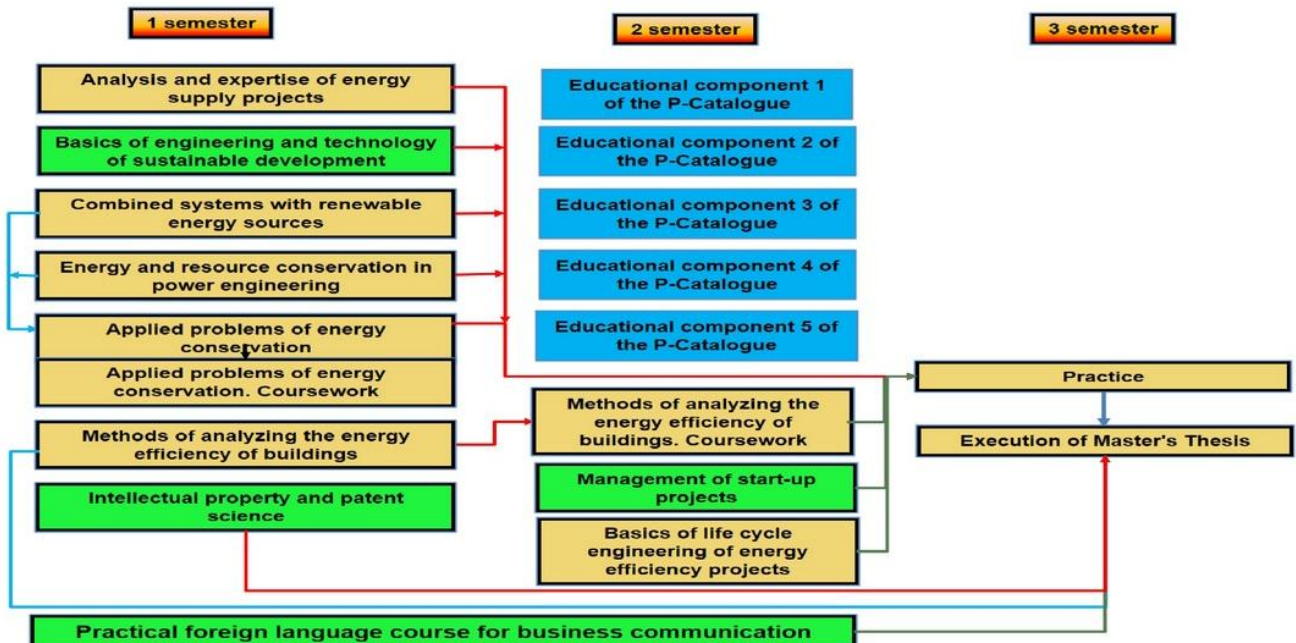 1 semester
2 semester
3 semester
Analysis and expertise of energy
supply projects
Basics of engineering and technology
of sustainable development
Combined systems with renewable
energy sources
Energy and resource conservation in
power engineering
Applied problems of energy
conservation
Applied problems of energy
conservation. Coursework
Methods of analyzing the energy
efficiency of buildings
Intellectual property and patent
science
Educational component 1
of the P-Catalogue
Educational component 2 of
the P-Catalogue
Educational component 3 of
the P-Catalogue
Educational component 4 of
the P-Catalogue
Educational component 5 of
the P-Catalogue
Methods of analyzing the
energy efficiency of
buildings. Coursework
Management of start-up
projects
Basics of life cycle
engineering of energy
efficiency projects
Practice
Execution of Master's Thesis
Practical foreign language course for business communication